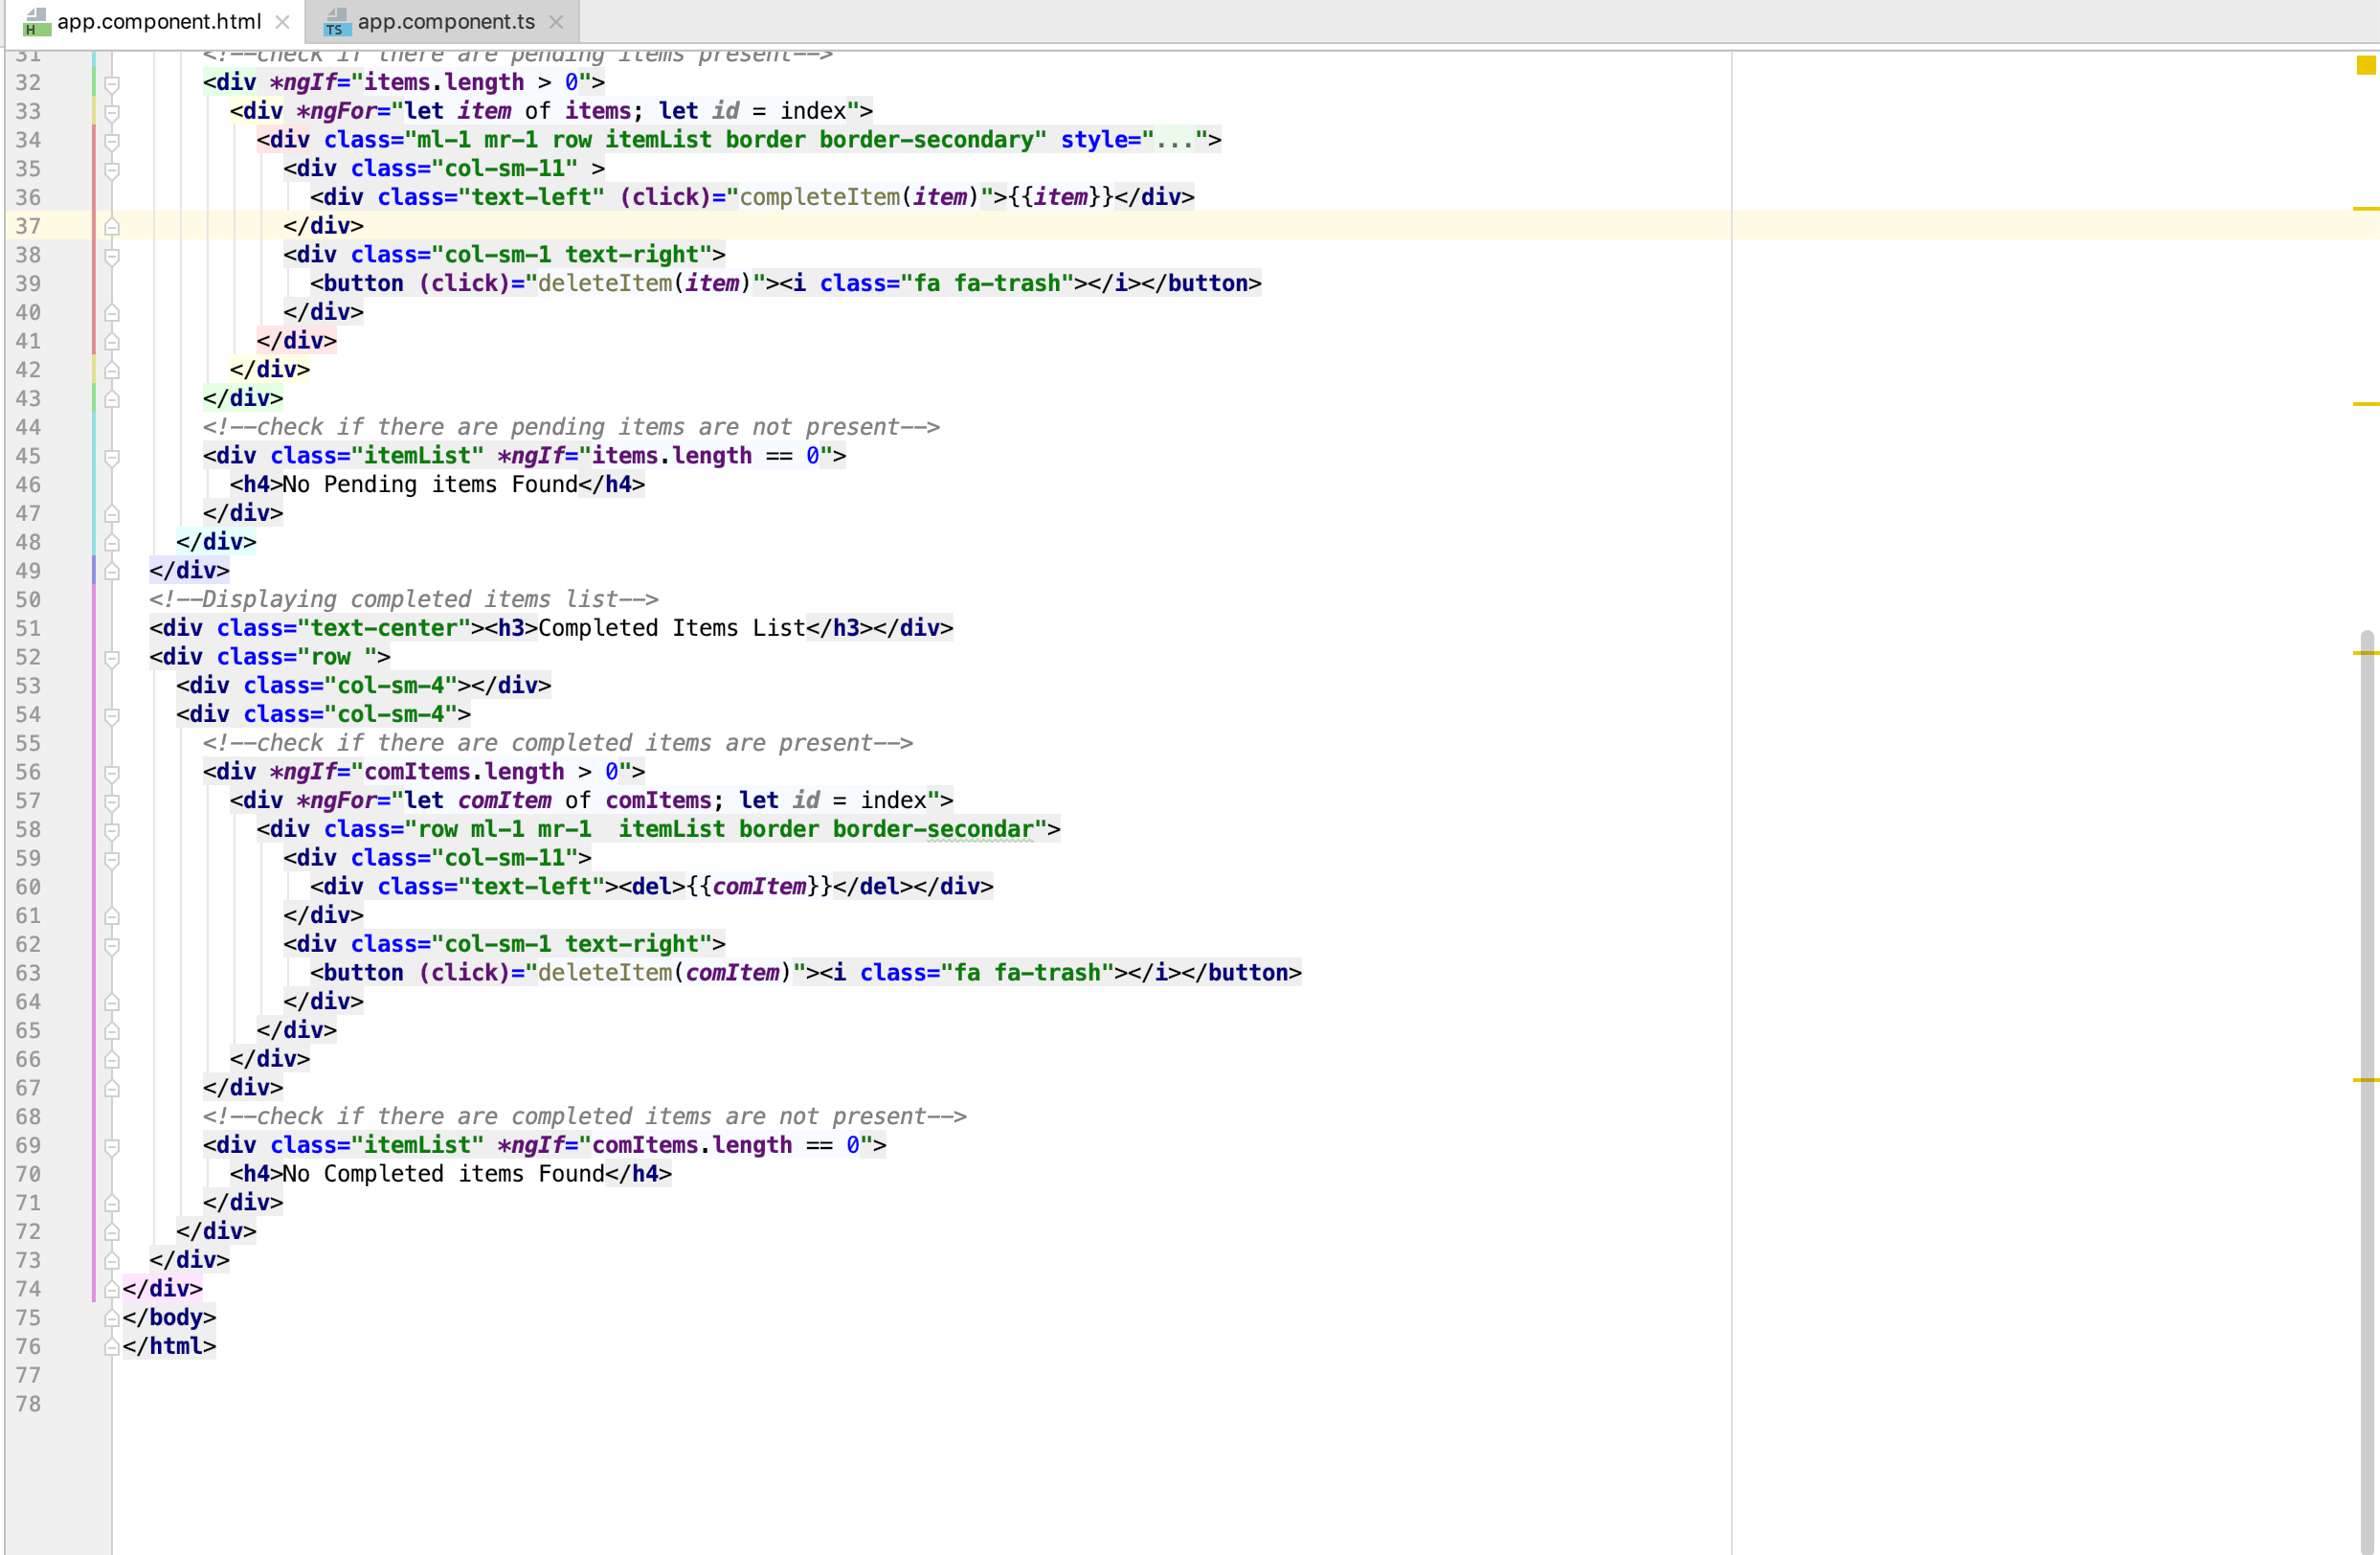 app.component.html
app.component.ts
31 <!--check if there are pending items present-->
32 <div *ngIf="items.length > 0">
33 <div *ngFor="let item of items; let id = index">
34 <div class="ml-1 mr-1 row itemList border border-secondary" style="...">
35 <div class="col-sm-11" >
36 <div class="text-left" (click)="completeItem(item)">{{item}}</div>
37 </div>
38 <div class="col-sm-1 text-right">
39 <button (click)="deleteItem(item)"><i class="fa fa-trash"></i></button>
40 </div>
41 </div>
42 </div>
43 </div>
44 <!--check if there are pending items are not present-->
45 <div class="itemList" *ngIf="items.length == 0">
46 <h4>No Pending items Found</h4>
47 </div>
48 </div>
49 </div>
50 <!--Displaying completed items list-->
51 <div class="text-center"><h3>Completed Items List</h3></div>
52 <div class="row ">
53 <div class="col-sm-4"></div>
54 <div class="col-sm-4">
55 <!--check if there are completed items are present-->
56 <div *ngIf="comItems.length > 0">
57 <div *ngFor="let comItem of comItems; let id = index">
58 <div class="row ml-1 mr-1  itemList border border-secondar">
59 <div class="col-sm-11">
60 <div class="text-left"><del>{{comItem}}</del></div>
61 </div>
62 <div class="col-sm-1 text-right">
63 <button (click)="deleteItem(comItem)"><i class="fa fa-trash"></i></button>
64 </div>
65 </div>
66 </div>
67 </div>
68 <!--check if there are completed items are not present-->
69 <div class="itemList" *ngIf="comItems.length == 0">
70 <h4>No Completed items Found</h4>
71 </div>
72 </div>
73 </div>
74 </div>
75 </body>
76 </html>
77
78